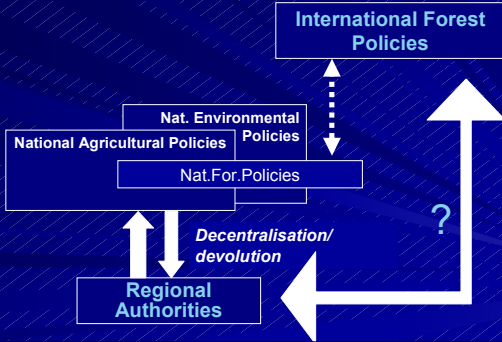 International Forest
Policies
Nat. Environmental
Policies
National Agricultural Policies
Nat.For.Policies
?
Decentralisation/
devolution
Regional
Authorities